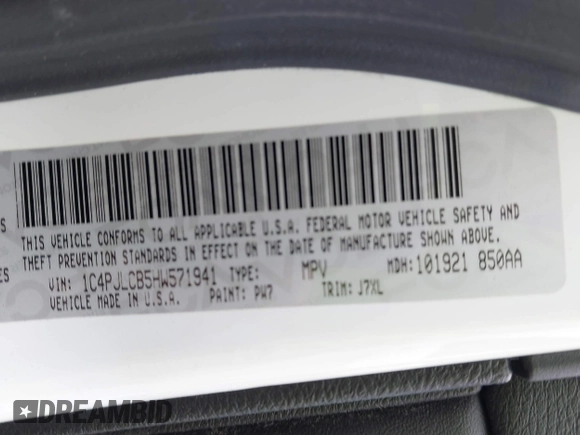 THIS VEHICLE CONFORMS TO ALL APPLICABLE U.S.A. FEDERAL MOTOR VEHICLE SAFETY AND
THEFT PREVENTION STANDARDS IN EFFECT ON THE DATE OF MANUFACTURE SHOWN ABOVE.
VIN: 1C4PJLCB5HW571941 TYPE: MPV MDH:101921 850AA
VEHICLE MADE IN U.S.A. PAINT: PW7 TRIM: J7XL
DREAMBID